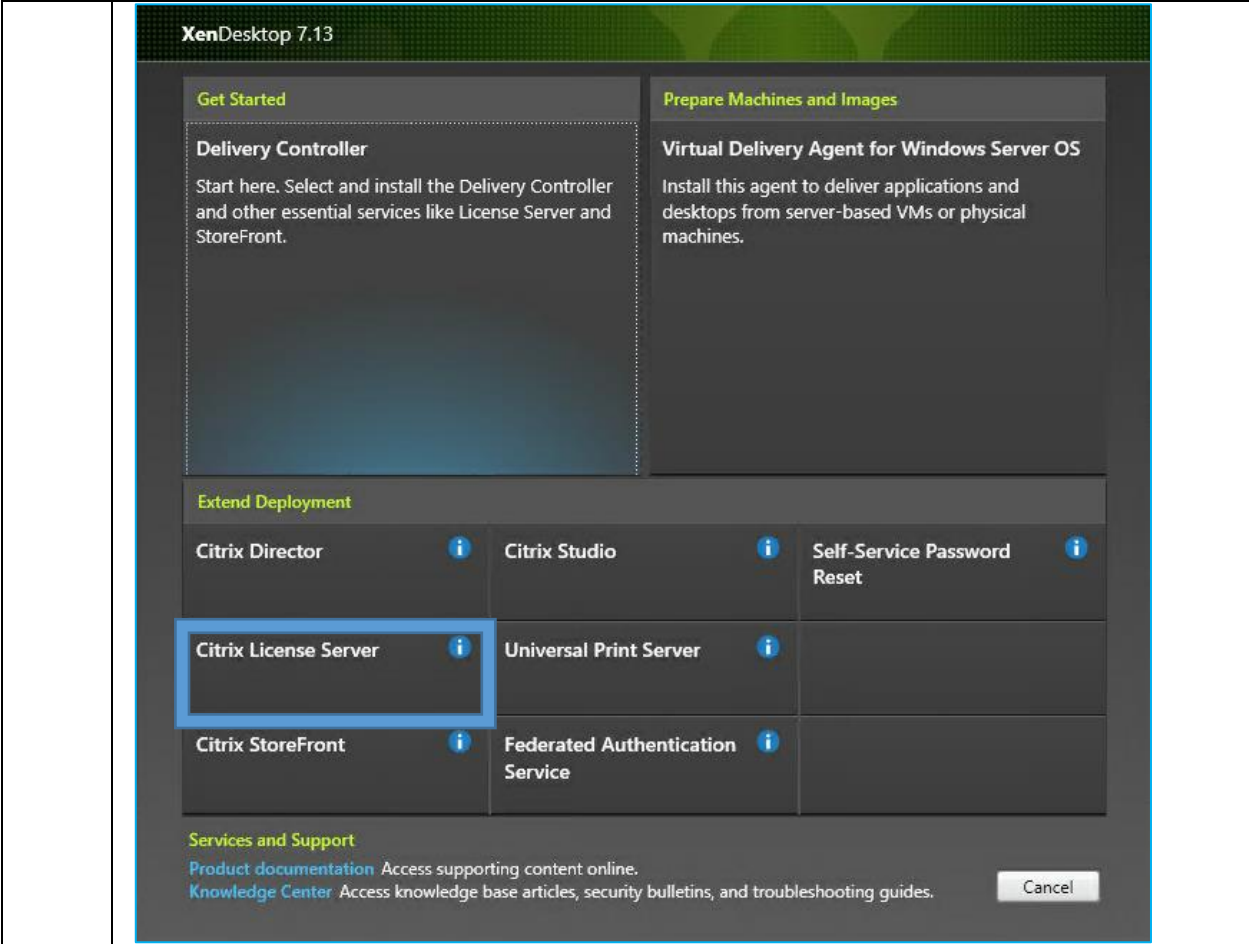 XenDesktop 7.13
Get Started
Delivery Controller
Start here. Select and install the Delivery Controller
and other essential services like License Server and
StoreFront.
Prepare Machines and Images
Virtual Delivery Agent for Windows Server OS
Install this agent to deliver applications and
desktops from server-based VMs or physical
machines.
Extend Deployment
Citrix Director
Citrix Studio
Self-Service Password
Reset
Citrix License Server
Universal Print Server
Citrix StoreFront
Federated Authentication
Service
Services and Support
Product documentation Access supporting content online.
Knowledge Center Access knowledge base articles, security bulletins, and troubleshooting guides.
Cancel